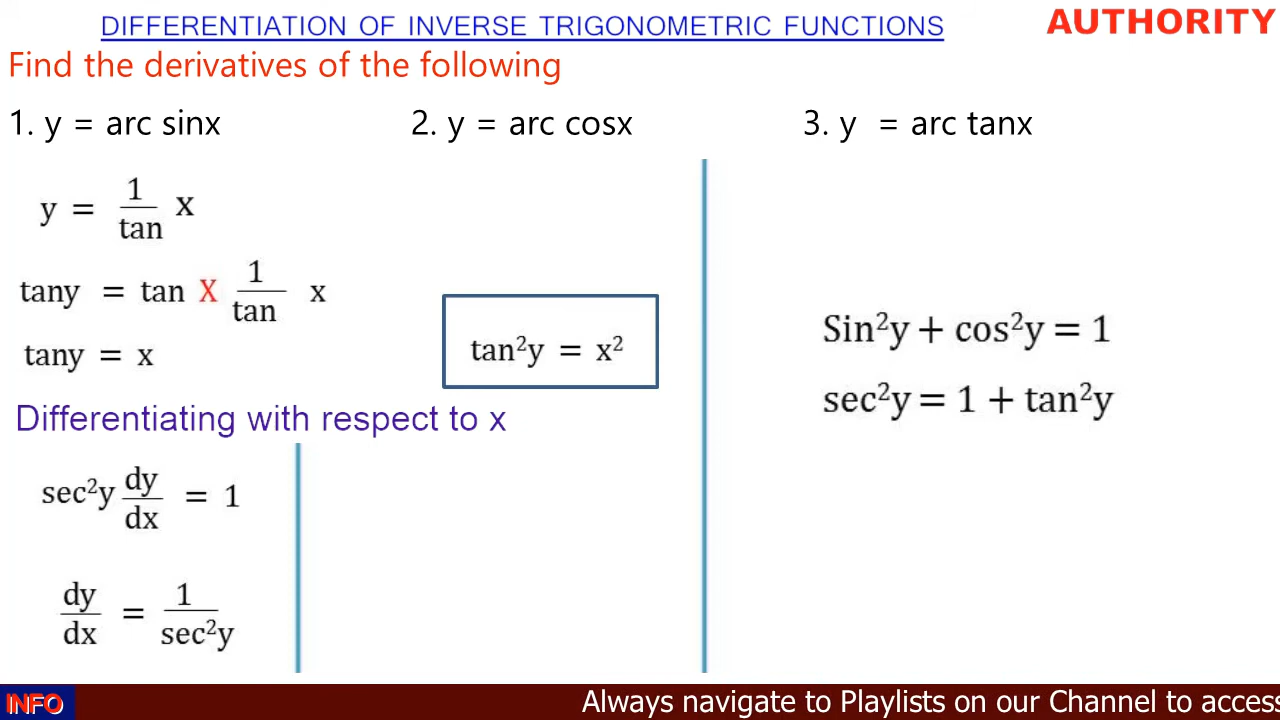 DIFFERENTIATION OF INVERSE TRIGONOMETRIC FUNCTIONS
AUTHORITY
Find the derivatives of the following
1. y = arc sinx
2. y = arc cosx
3. y = arc tanx
y = 1/tan x
tany = tan X 1/tan x
tany = x
tan²y = x²
Differentiating with respect to x
sec²y dy/dx = 1
dy/dx = 1/sec²y
Sin²y + cos²y = 1
sec²y = 1 + tan²y
INFO
Always navigate to Playlists on our Channel to access